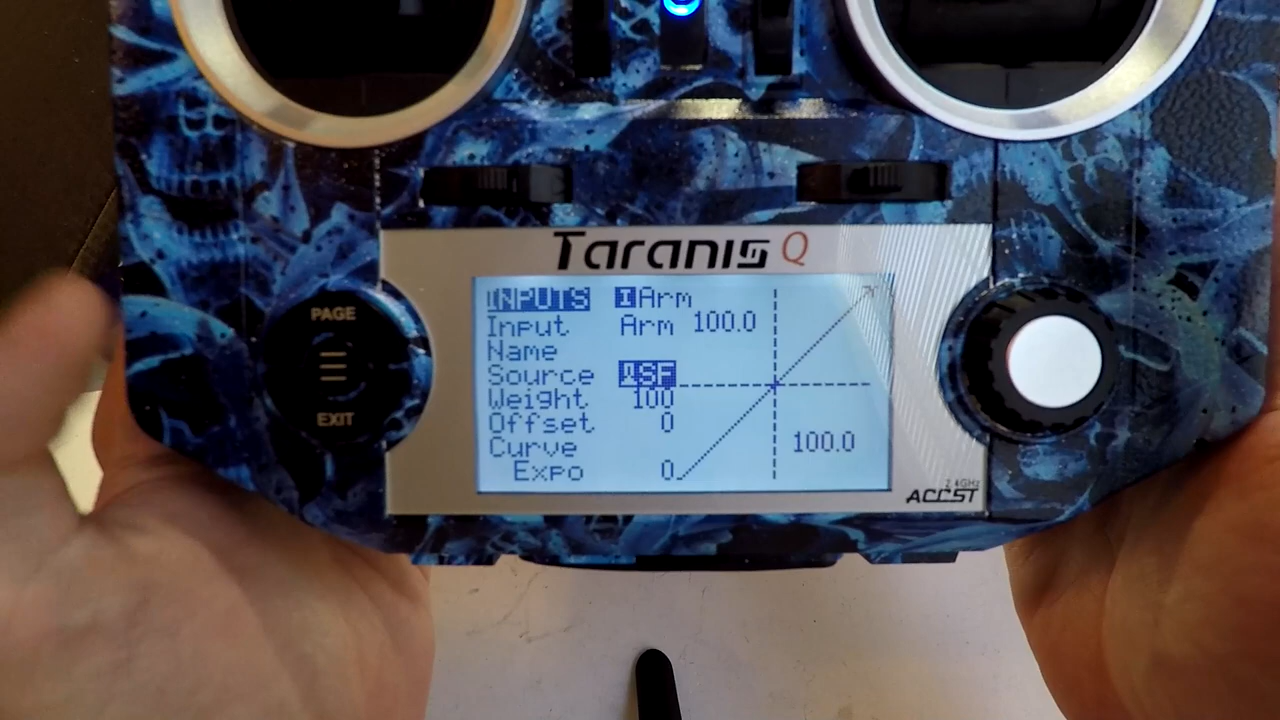 Taranis Q
PAGE
EXIT
INPUTS IArm
Input Arm 100.0
Name
Source SF
Weight 100
Offset 0
Curve 100.0
Expo 0
2.4GHz
ACCST